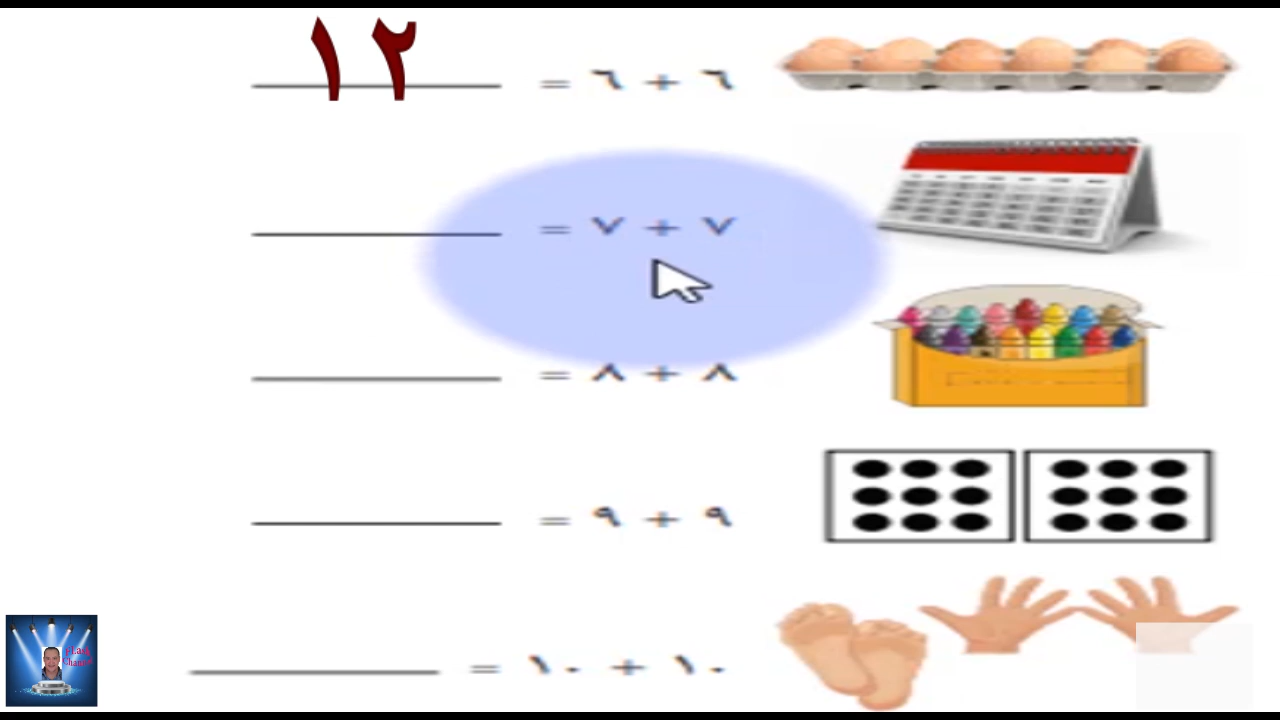 ٦ + ٦ = ١٢
٧ + ٧ =
٨ + ٨ =
٩ + ٩ =
١٠ + ١٠ =